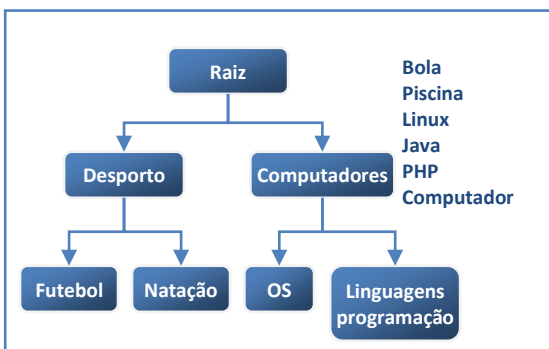 Raiz
Desporto
Computadores
Futebol
Natação
OS
Linguagens
programação
Bola
Piscina
Linux
Java
PHP
Computador